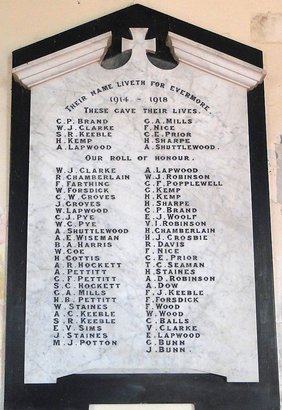 THEIR NAME LIVETH FOR EVERMORE.
1914 - 1918
THESE GAVE THEIR LIVES.
C. P. BRAND
W. J. CLARKE
S. R. KEEBLE
H. KEMP
A. LAPWOOD
G. A. MILLS
F. NICE
C. E. PRIOR
H. SHARPE
A. SHUTTLEWOOD.
OUR ROLL OF HONOUR.
W. J. CLARKE
R. CHAMBERLAIN
F. FARTHING
W. FORSDICK
C. W. GROVES
J. GROVES
W. LAPWOOD
C. J. PYE
W. C. PYE
A. SHUTTLEWOOD
A. E. WISEMAN
B. A. HARRIS
W. COE
H. COTTIS
A. R. HOCKETT
A. PETTITT
C. F. PETTITT
S. C. HOCKETT
G. A. MILLS
H. B. PETTITT
W. STAINES
A. C. KEEBLE
S. R. KEEBLE
E. V. SIMS
J. STAINES
M. J. POTTON
A. LAPWOOD
W. J. ROBINSON
G. F. POPPLEWELL
G. KEMP
H. KEMP
H. SHARPE
C. P. BRAND
E. J. WOOLF
V. I. ROBINSON
H. CHAMBERLAIN
H. J. CROSBIE
R. DAVIS
F. NICE
C. E. PRIOR
T. C. SEAMAN
H. STAINES
A. D. ROBINSON
A. DOW
F. J. KEEBLE
F. FORSDICK
F. WOOD
W. WOOD
C. BALLS
V. CLARKE
E. LAPWOOD
G. BUNN
J. BUNN.